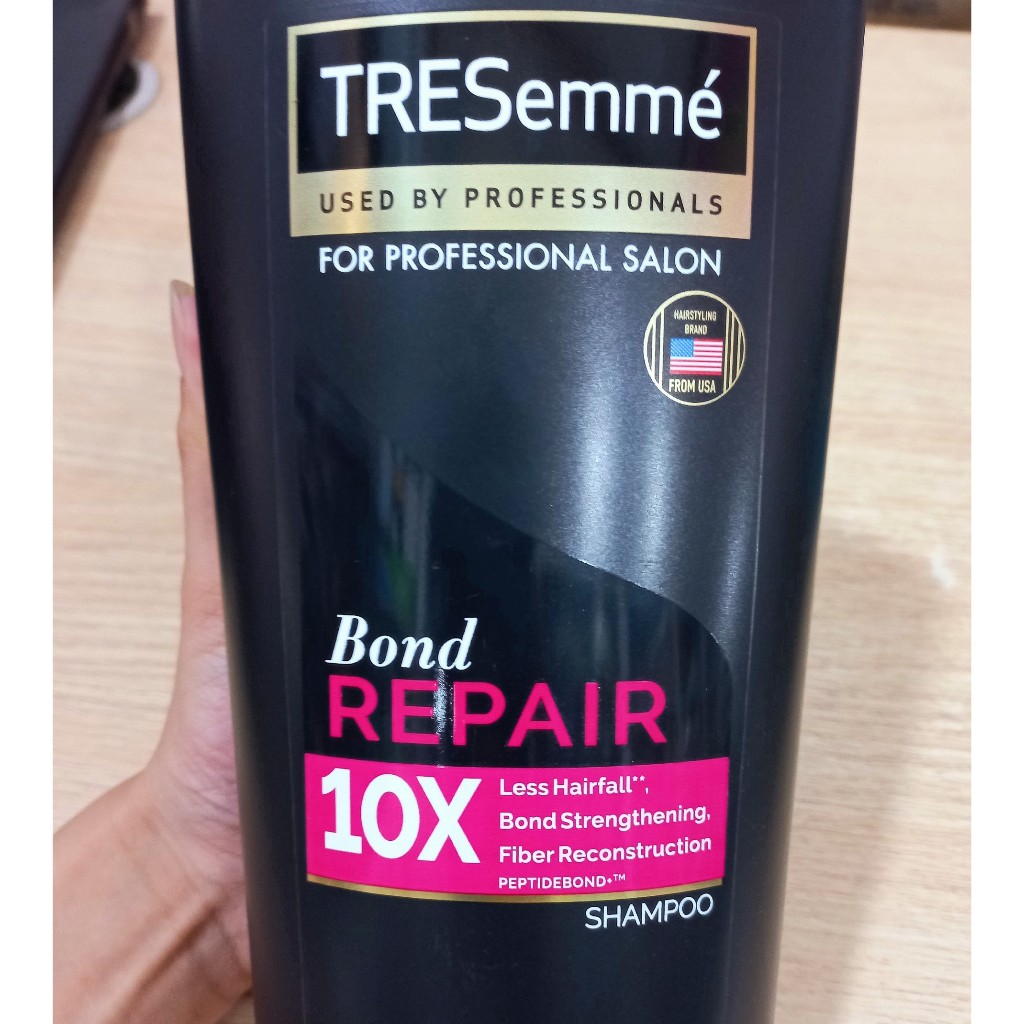 TRESemmé
USED BY PROFESSIONALS
FOR PROFESSIONAL SALON
HAIRSTYLING
BRAND
FROM USA
Bond
REPAIR
10X
Less Hairfall**,
Bond Strengthening,
Fiber Reconstruction
PEPTIDEBOND+™
SHAMPOO